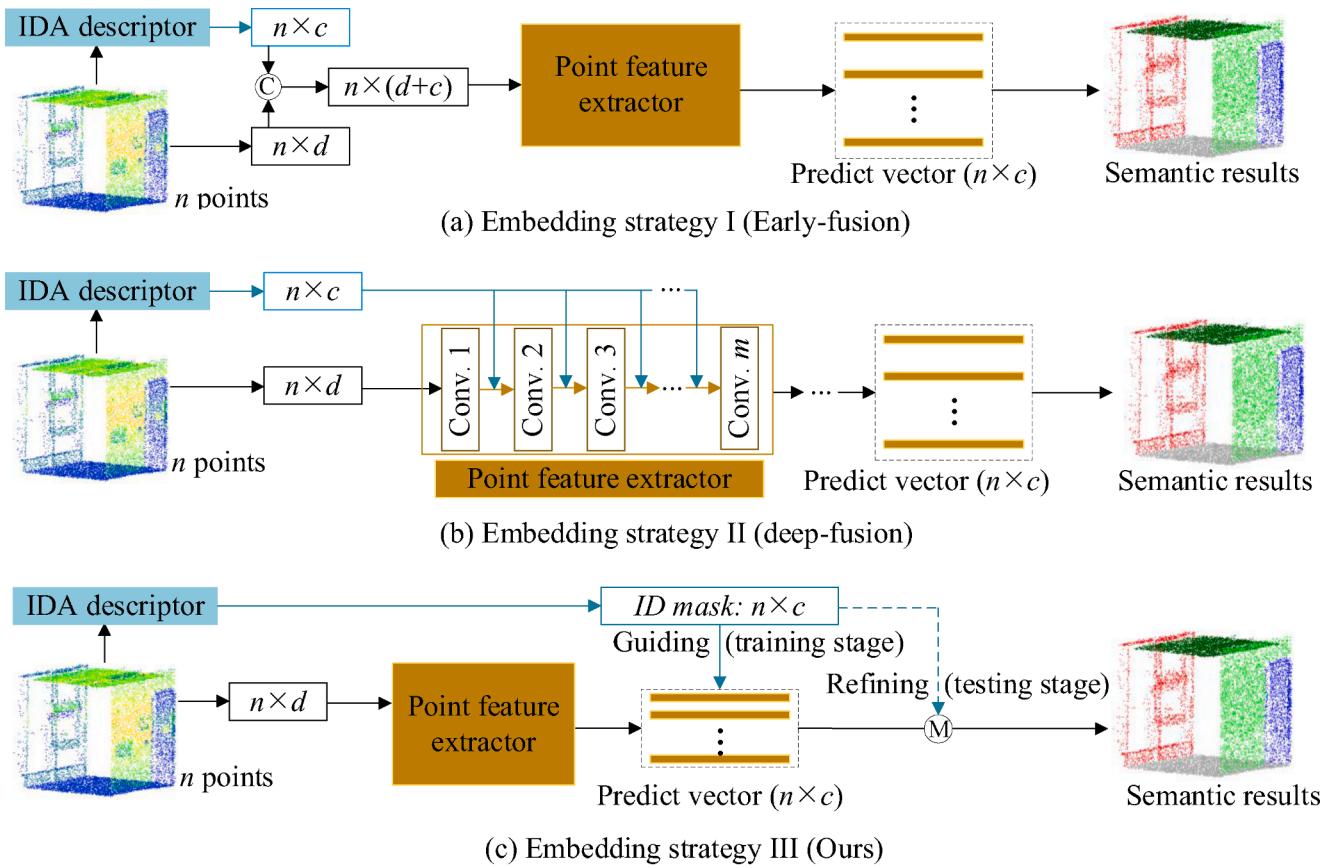 IDA descriptor
n×c
C
n×(d+c)
n×d
n points
Point feature
extractor
Predict vector (n×c)
Semantic results
(a) Embedding strategy I (Early-fusion)
IDA descriptor
n×c
...
n×d
n points
Conv. 1
Conv. 2
Conv. 3
...
Conv. m
Point feature extractor
...
Predict vector (n×c)
Semantic results
(b) Embedding strategy II (deep-fusion)
IDA descriptor
ID mask: n×c
Guiding (training stage)
Refining (testing stage)
n×d
n points
Point feature
extractor
M
Predict vector (n×c)
Semantic results
(c) Embedding strategy III (Ours)